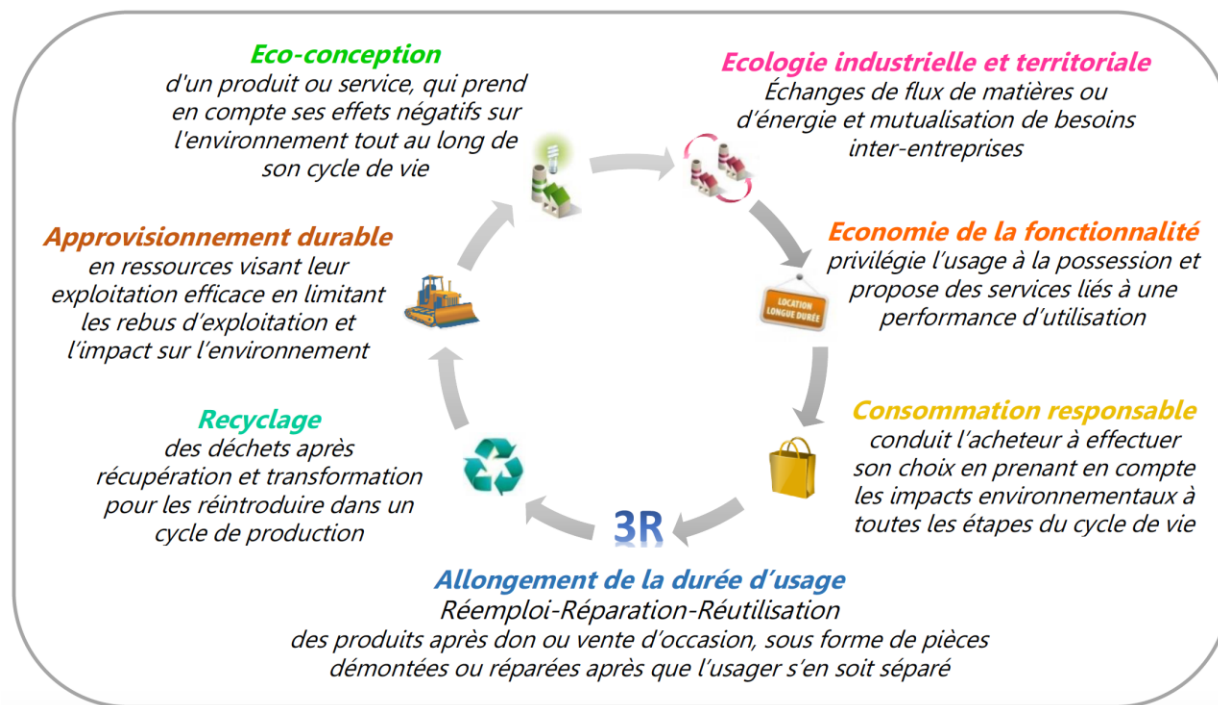 Eco-conception
d'un produit ou service, qui prend
en compte ses effets négatifs sur
l'environnement tout au long de
son cycle de vie
Ecologie industrielle et territoriale
Échanges de flux de matières ou
d'énergie et mutualisation de besoins
inter-entreprises
Approvisionnement durable
en ressources visant leur
exploitation efficace en limitant
les rebus d'exploitation et
l'impact sur l'environnement
Economie de la fonctionnalité
privilégie l'usage à la possession et
propose des services liés à une
performance d'utilisation
LOCATION
LONGUE DURÉE
Recyclage
des déchets après
récupération et transformation
pour les réintroduire dans un
cycle de production
Consommation responsable
conduit l'acheteur à effectuer
son choix en prenant en compte
les impacts environnementaux à
toutes les étapes du cycle de vie
3R
Allongement de la durée d'usage
Réemploi-Réparation-Réutilisation
des produits après don ou vente d'occasion, sous forme de pièces
démontées ou réparées après que l'usager s'en soit séparé